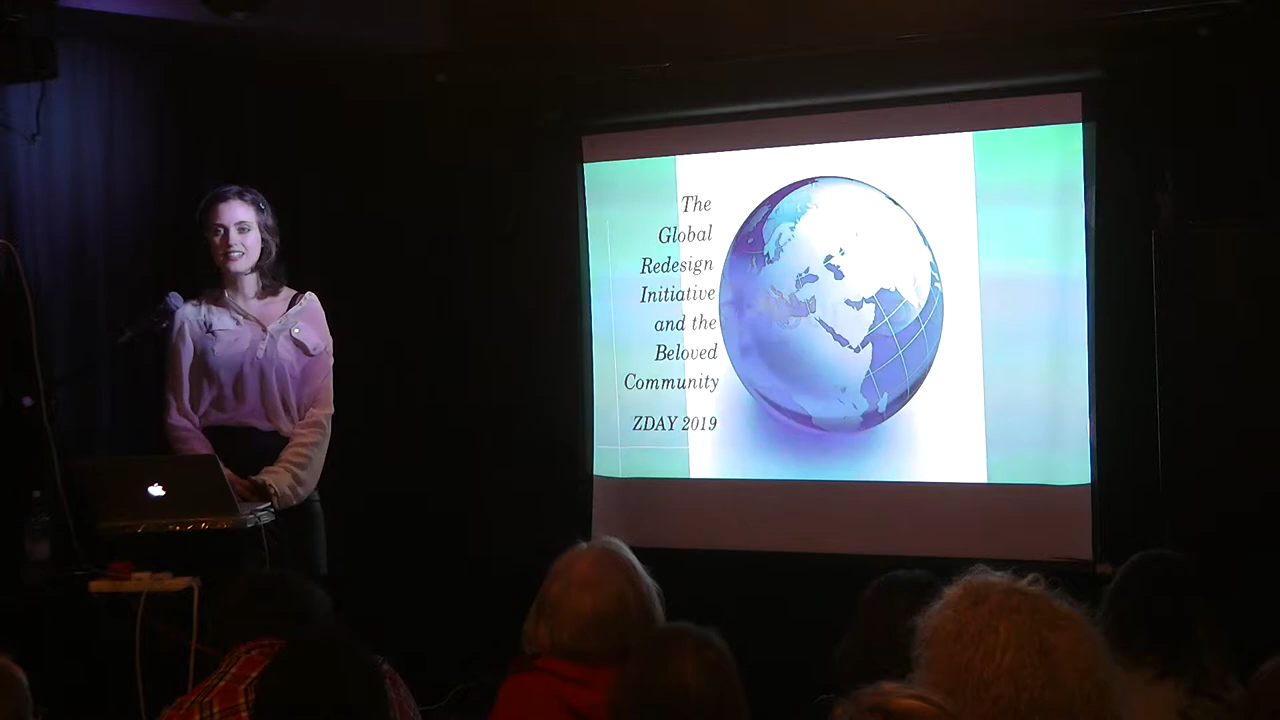 The
Global
Redesign
Initiative
and the
Beloved
Community
ZDAY 2019